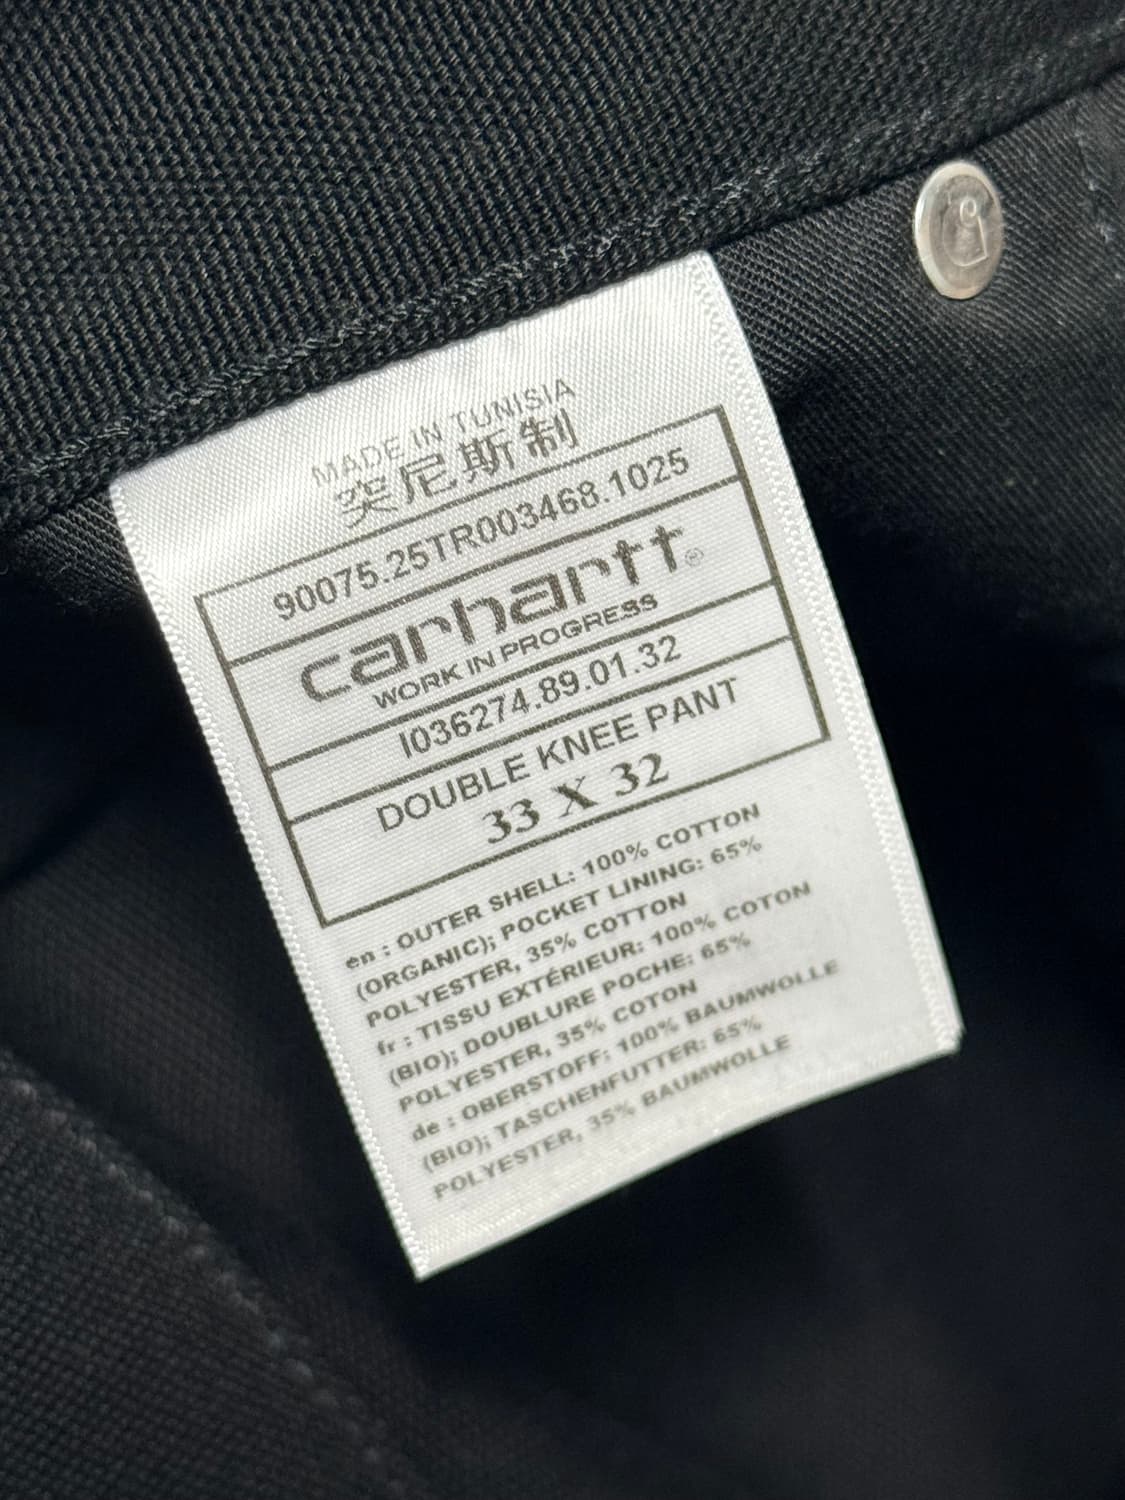 MADE IN TUNISIA
突尼斯制
90075.25TR003468.1025
carhartt®
WORK IN PROGRESS
I036274.89.01.32
DOUBLE KNEE PANT
33 X 32
en : OUTER SHELL: 100% COTTON
(ORGANIC); POCKET LINING: 65%
POLYESTER, 35% COTTON
fr : TISSU EXTÉRIEUR: 100% COTON
(BIO); DOUBLURE POCHE: 65%
POLYESTER, 35% COTON
de : OBERSTOFF: 100% BAUMWOLLE
(BIO); TASCHENFUTTER: 65%
POLYESTER, 35% BAUMWOLLE